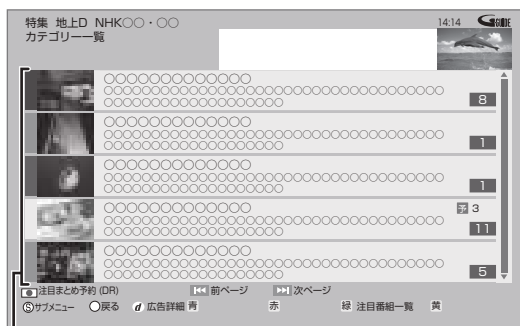 特集 地上D NHK○○・○○ 14:14 G-GUIDE
カテゴリー一覧
○○○○○○○○○○○○○
○○○○○○○○○○○○○○○○○○○○○○○○○○○○○○○○○○
○○○○○○○○○○○○○○○○○○ 8
○○○○○○○○○○○○○
○○○○○○○○○○○○○○○○○○○○○○○○○○○○○○○○○○
○○○○○○○○○○○○○○○○○○ 1
○○○○○○○○○○○○○
○○○○○○○○○○○○○○○○○○○○○○○○○○○○○○○○○○
○○○○○○○○○○○○○○○○○○ 1
○○○○○○○○○○○○○ 予 3
○○○○○○○○○○○○○○○○○○○○○○○○○○○○○○○○○○
○○○○○○○○○○○○○○○○○○ 11
○○○○○○○○○○○○○
○○○○○○○○○○○○○○○○○○○○○○○○○○○○○○○○○○
○○○○○○○○○○○○○○○○○○ 5
注目まとめ予約 (DR) 前ページ 次ページ
Ⓢサブメニュー ○戻る d 広告詳細 青 赤 緑 注目番組一覧 黄